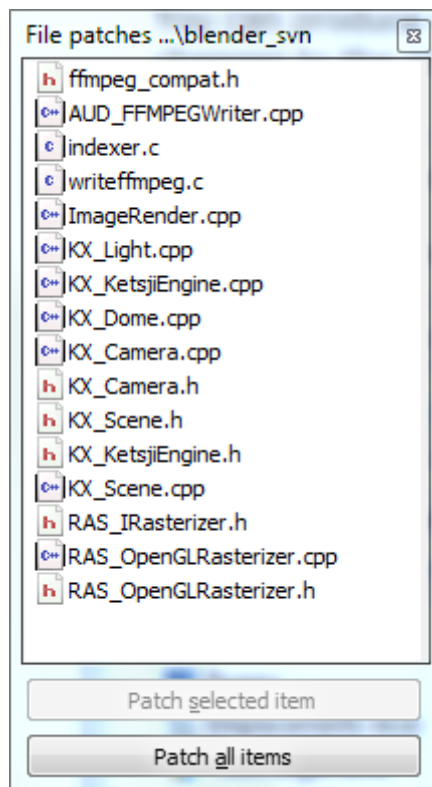 File patches ...\blender_svn
h ffmpeg_compat.h
c++ AUD_FFMPEGWriter.cpp
c indexer.c
c writeffmpeg.c
c++ ImageRender.cpp
c++ KX_Light.cpp
c++ KX_KetsjiEngine.cpp
c++ KX_Dome.cpp
c++ KX_Camera.cpp
h KX_Camera.h
h KX_Scene.h
h KX_KetsjiEngine.h
c++ KX_Scene.cpp
h RAS_IRasterizer.h
c++ RAS_OpenGLRasterizer.cpp
h RAS_OpenGLRasterizer.h
Patch selected item
Patch all items